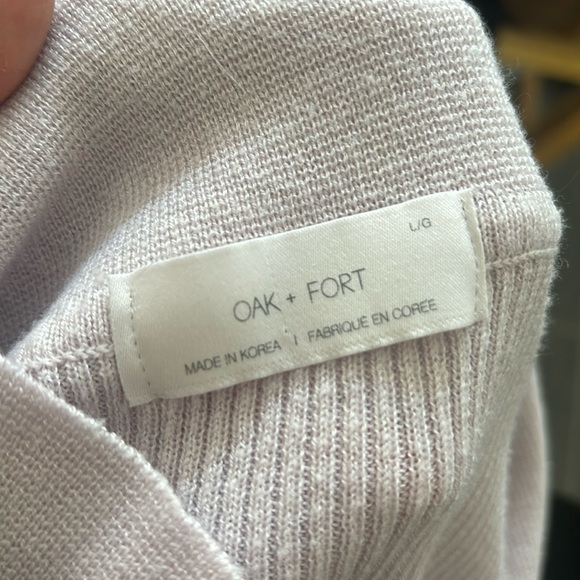 L/G
OAK + FORT
MADE IN KOREA | FABRIQUÉ EN CORÉE